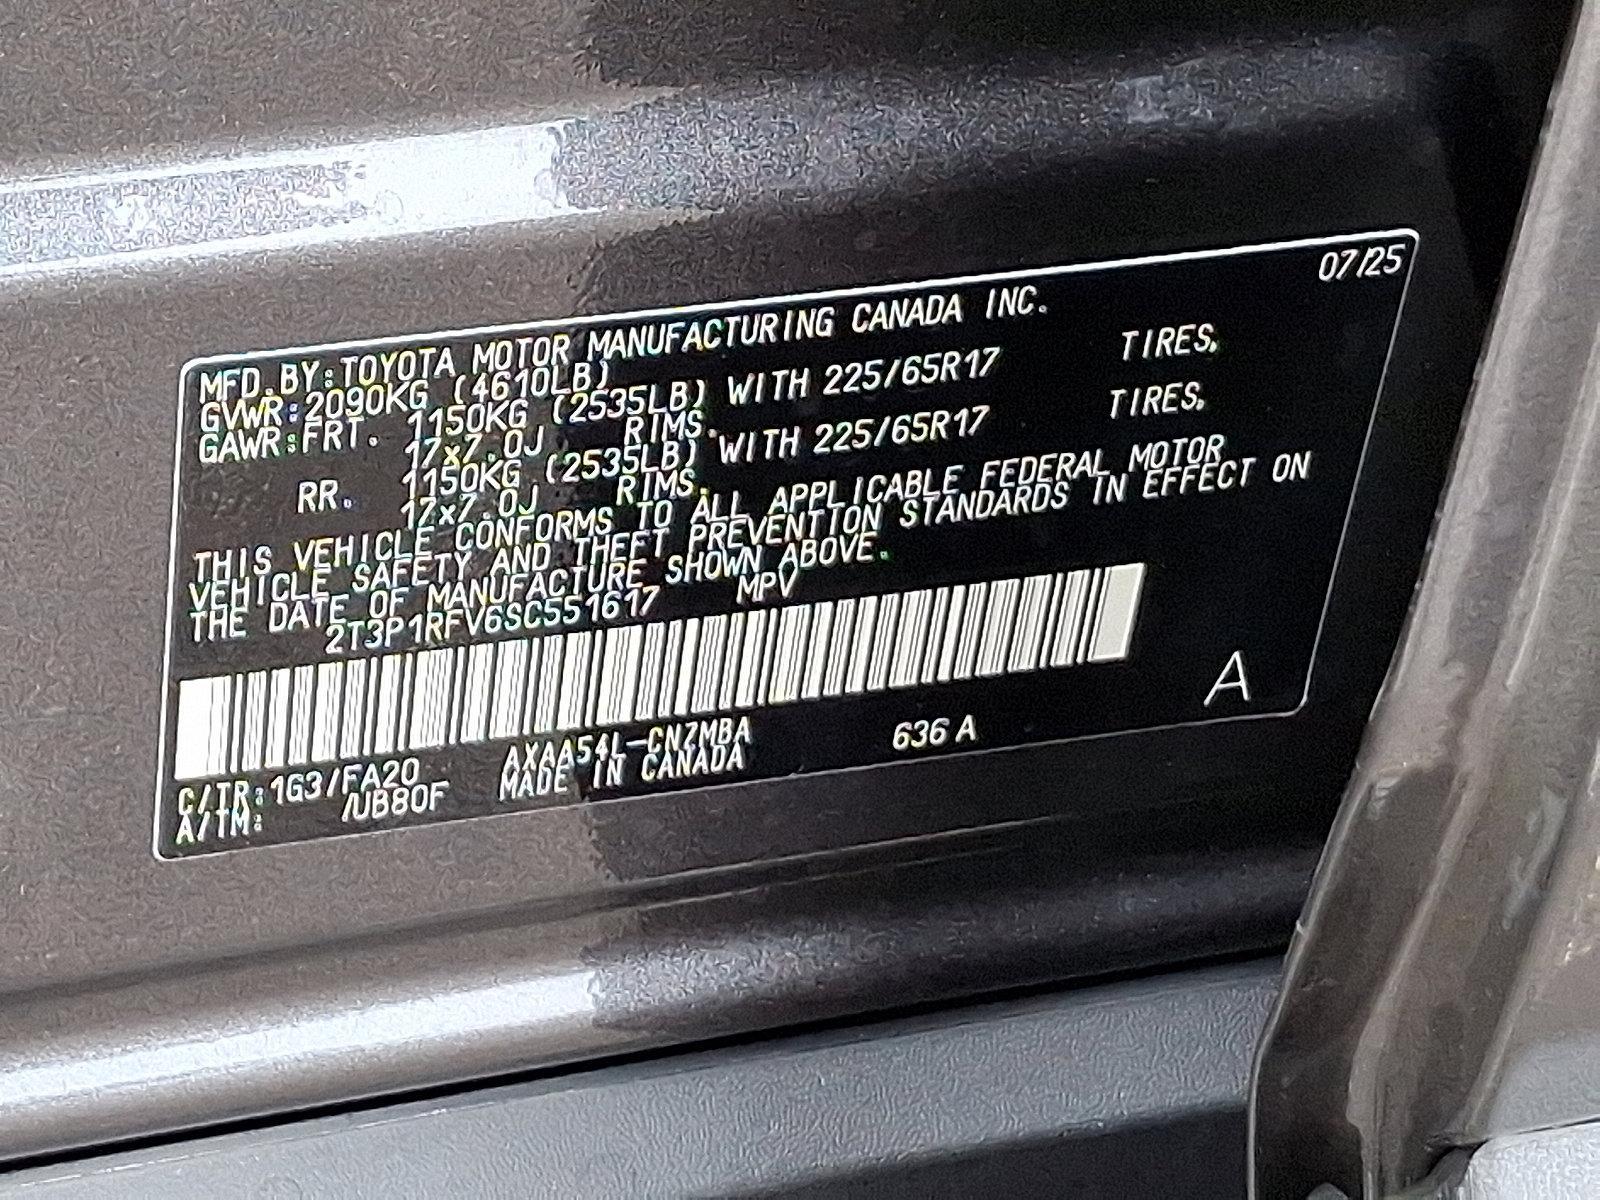 07/25
MFD.BY:TOYOTA MOTOR MANUFACTURING CANADA INC.
GVWR:2090KG (4610LB)
GAWR:FRT. 1150KG (2535LB) WITH 225/65R17 TIRES,
17x7.0J RIMS.
RR. 1150KG (2535LB) WITH 225/65R17 TIRES,
17x7.0J RIMS.
THIS VEHICLE CONFORMS TO ALL APPLICABLE FEDERAL MOTOR
VEHICLE SAFETY AND THEFT PREVENTION STANDARDS IN EFFECT ON
THE DATE OF MANUFACTURE SHOWN ABOVE.
2T3P1RFV6SC551617 MPV
A
C/TR:1G3/FA20 AXAA54L-CNZMBA 636 A
A/TM: /UB80F MADE IN CANADA